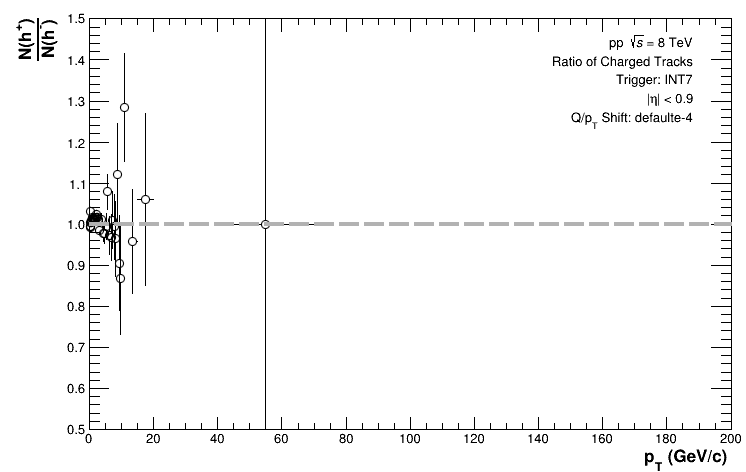 N(h⁺)
N(h⁻)
pp √s = 8 TeV
Ratio of Charged Tracks
Trigger: INT7
|η| < 0.9
Q/p_T Shift: defaulte-4
1.5
1.4
1.3
1.2
1.1
1.0
0.9
0.8
0.7
0.6
0.5
0 20 40 60 80 100 120 140 160 180 200
p_T (GeV/c)